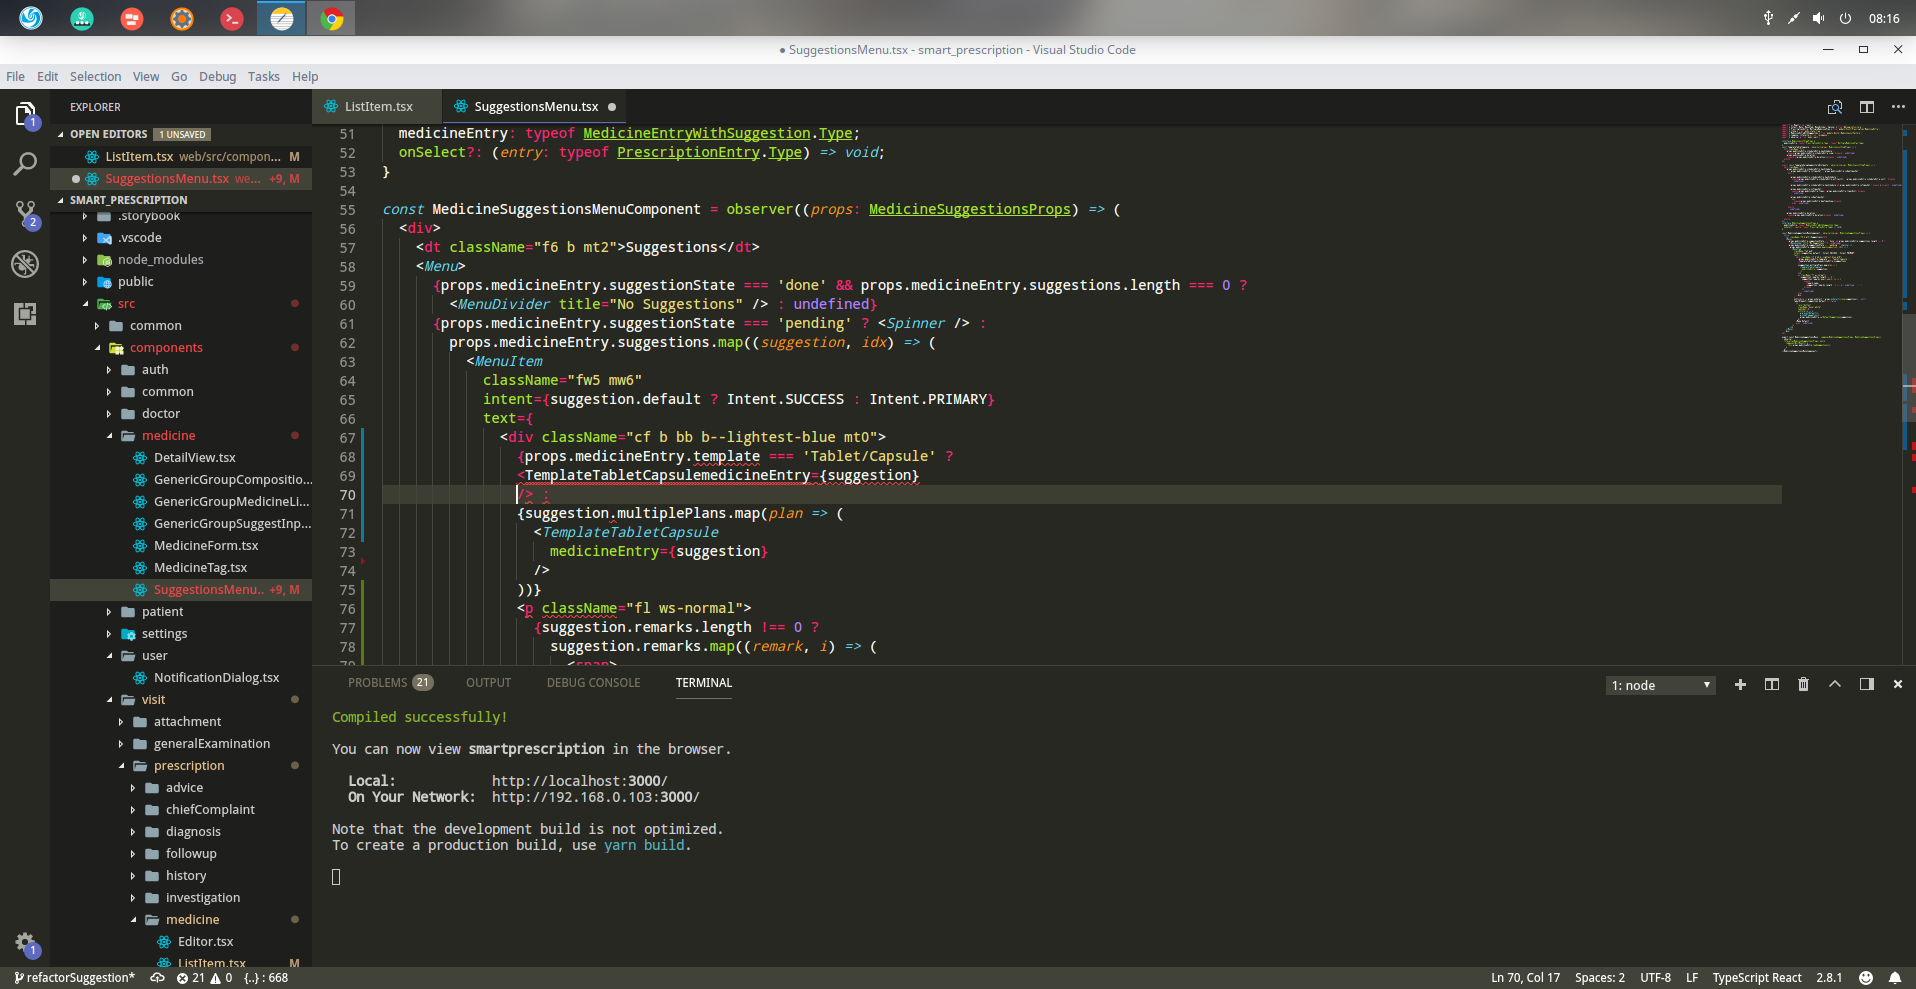 08:16
● SuggestionsMenu.tsx - smart_prescription - Visual Studio Code
File Edit Selection View Go Debug Tasks Help
EXPLORER
OPEN EDITORS 1 UNSAVED
ListItem.tsx web/src/compon... M
SuggestionsMenu.tsx we... +9, M
SMART_PRESCRIPTION
.storybook
.vscode
node_modules
public
src
common
components
auth
common
doctor
medicine
DetailView.tsx
GenericGroupCompositio...
GenericGroupMedicineLi...
GenericGroupSuggestInp...
MedicineForm.tsx
MedicineTag.tsx
SuggestionsMenu.. +9, M
patient
settings
user
NotificationDialog.tsx
visit
attachment
generalExamination
prescription
advice
chiefComplaint
diagnosis
followup
history
investigation
medicine
Editor.tsx
ListItem.tsx M
1
2
1
ListItem.tsx SuggestionsMenu.tsx
51 medicineEntry: typeof MedicineEntryWithSuggestion.Type;
52 onSelect?: (entry: typeof PrescriptionEntry.Type) => void;
53 }
54
55 const MedicineSuggestionsMenuComponent = observer((props: MedicineSuggestionsProps) => (
56 <div>
57 <dt className="f6 b mt2">Suggestions</dt>
58 <Menu>
59 {props.medicineEntry.suggestionState === 'done' && props.medicineEntry.suggestions.length === 0 ?
60 <MenuDivider title="No Suggestions" /> : undefined}
61 {props.medicineEntry.suggestionState === 'pending' ? <Spinner /> :
62 props.medicineEntry.suggestions.map((suggestion, idx) => (
63 <MenuItem
64 className="fw5 mw6"
65 intent={suggestion.default ? Intent.SUCCESS : Intent.PRIMARY}
66 text={
67 <div className="cf b bb b--lightest-blue mt0">
68 {props.medicineEntry.template === 'Tablet/Capsule' ?
69 <TemplateTabletCapsulemedicineEntry={suggestion}
70 /> :
71 {suggestion.multiplePlans.map(plan => (
72 <TemplateTabletCapsule
73 medicineEntry={suggestion}
74 />
75 ))}
76 <p className="fl ws-normal">
77 {suggestion.remarks.length !== 0 ?
78 suggestion.remarks.map((remark, i) => (
79 <span>
PROBLEMS 21 OUTPUT DEBUG CONSOLE TERMINAL 1: node
Compiled successfully!
You can now view smartprescription in the browser.
Local: http://localhost:3000/
On Your Network: http://192.168.0.103:3000/
Note that the development build is not optimized.
To create a production build, use yarn build.
refactorSuggestion* 21 0 {..} : 668 Ln 70, Col 17 Spaces: 2 UTF-8 LF TypeScript React 2.8.1